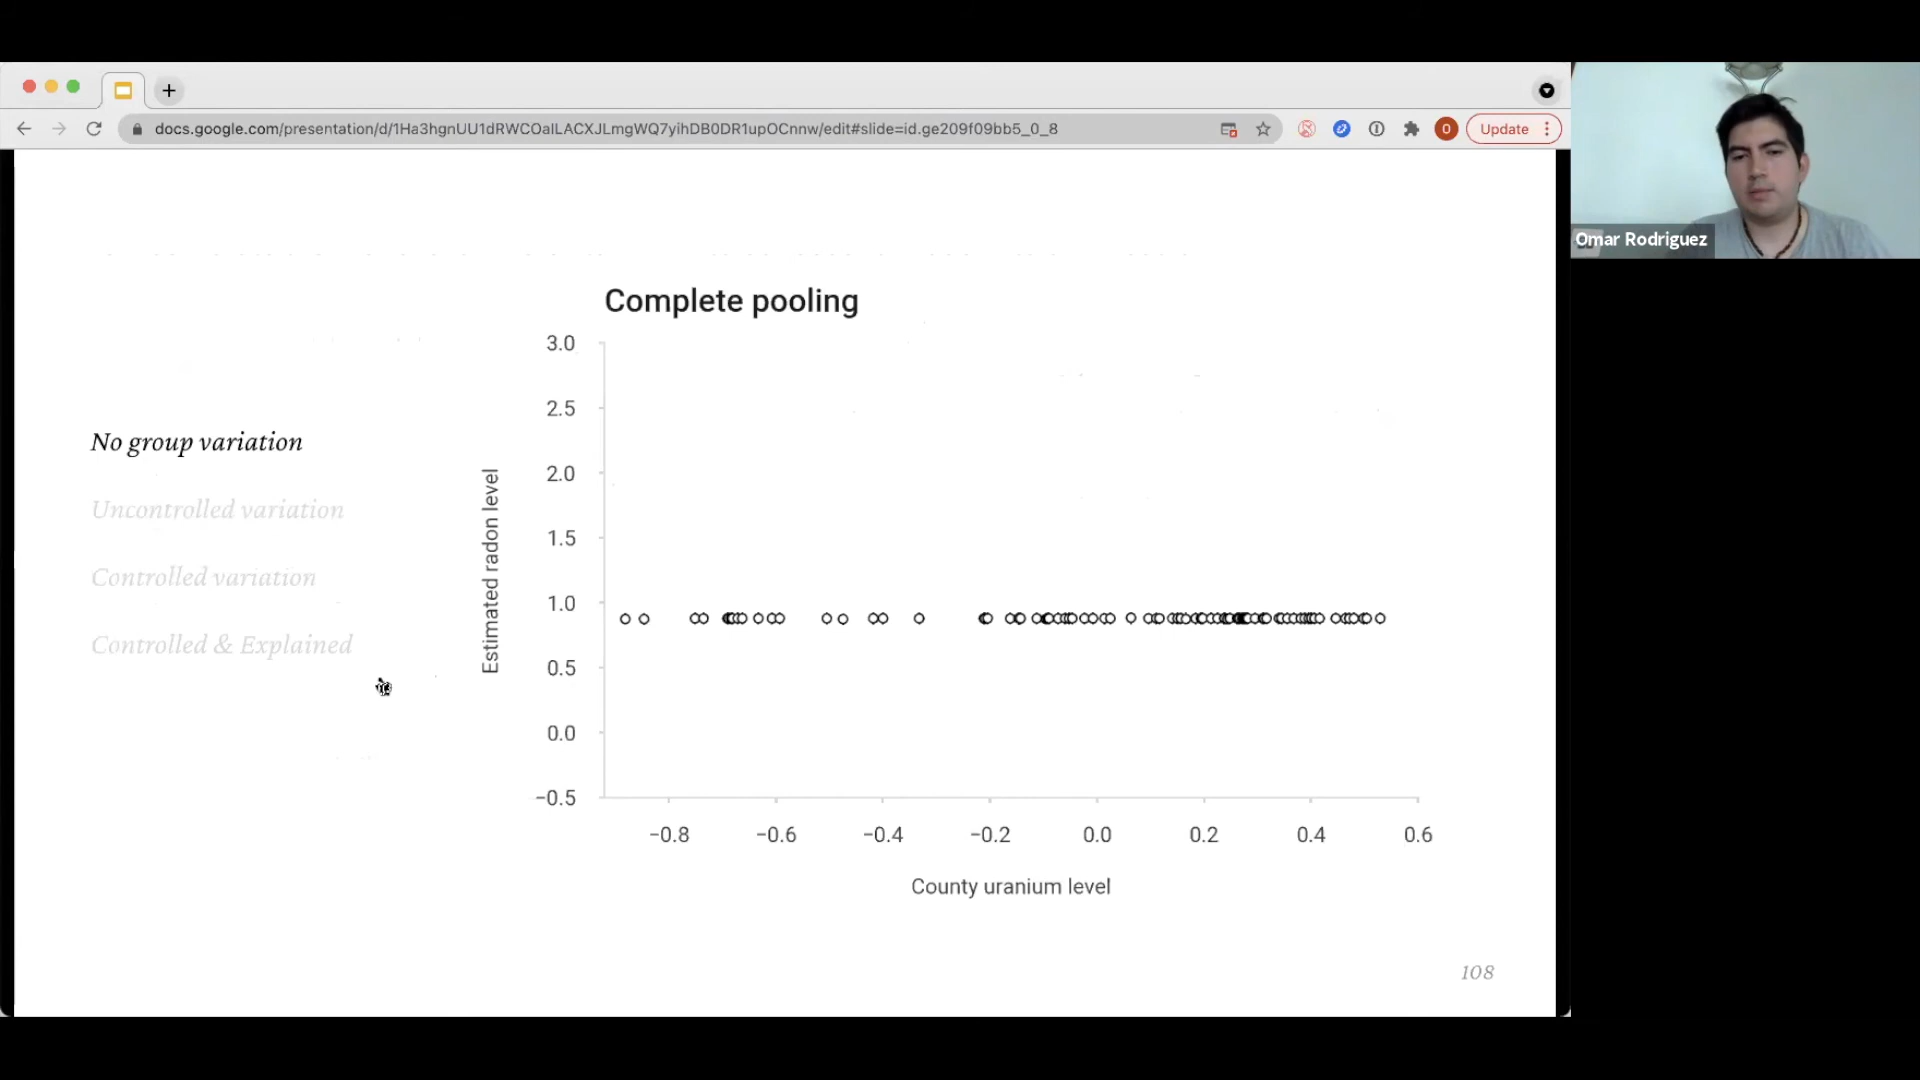 docs.google.com/presentation/d/1Ha3hgnUU1dRWCOalLACXJLmgWQ7yihDB0DR1upOCnnw/edit#slide=id.ge209f09bb5_0_8
O
Update
Omar Rodriguez
Complete pooling
3.0
2.5
2.0
1.5
1.0
0.5
0.0
−0.5
Estimated radon level
No group variation
Uncontrolled variation
Controlled variation
Controlled & Explained
−0.8 −0.6 −0.4 −0.2 0.0 0.2 0.4 0.6
County uranium level
108